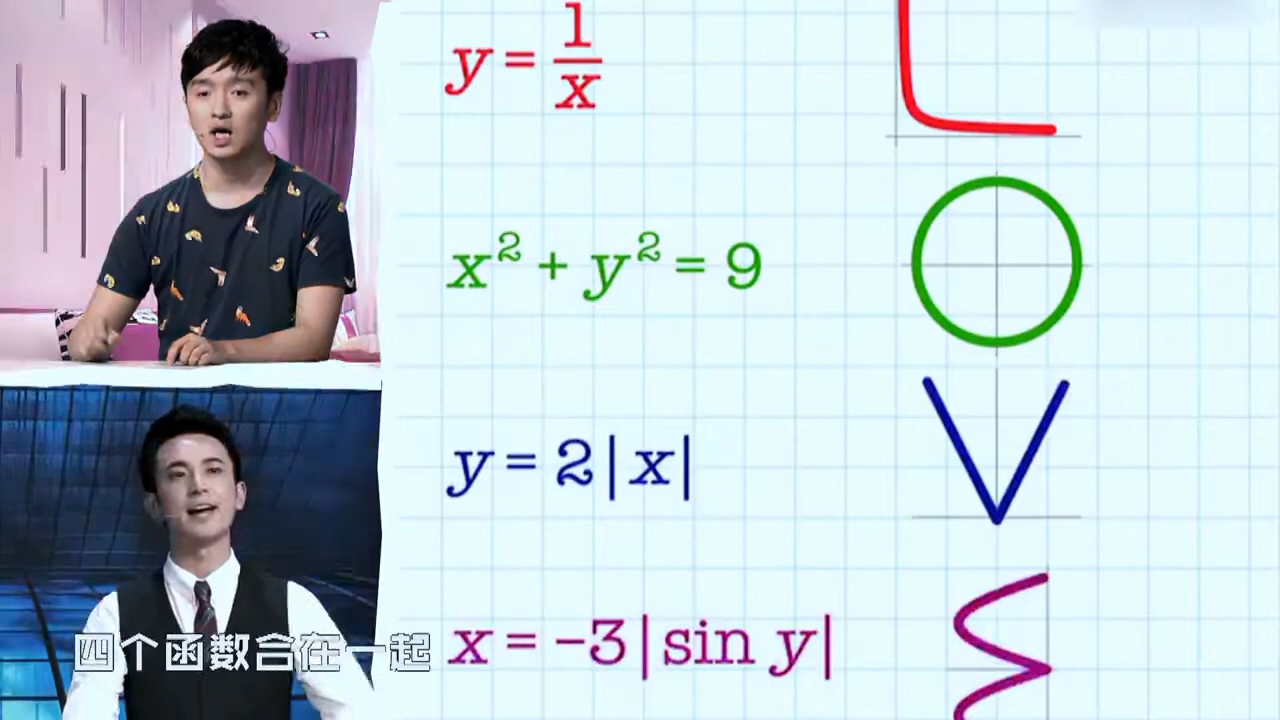 y = 1/x
x² + y² = 9
y = 2|x|
四个函数合在一起
x = -3|sin y|